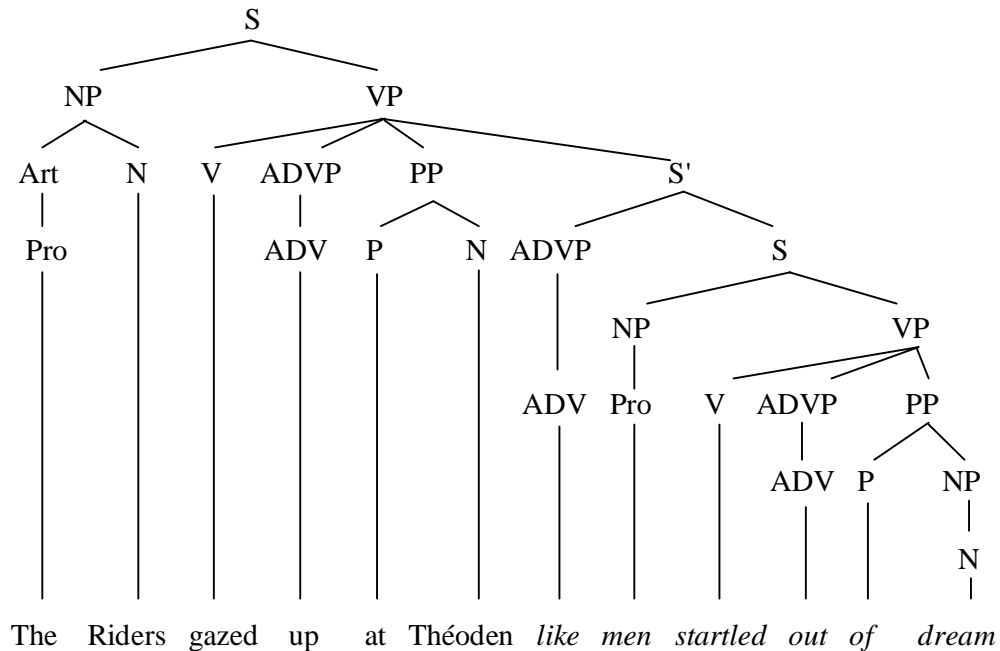 S
NP VP
Art N V ADVP PP S'
Pro ADV P N ADVP S
NP VP
ADV Pro V ADVP PP
ADV P NP
N
The Riders gazed up at Théoden like men startled out of dream